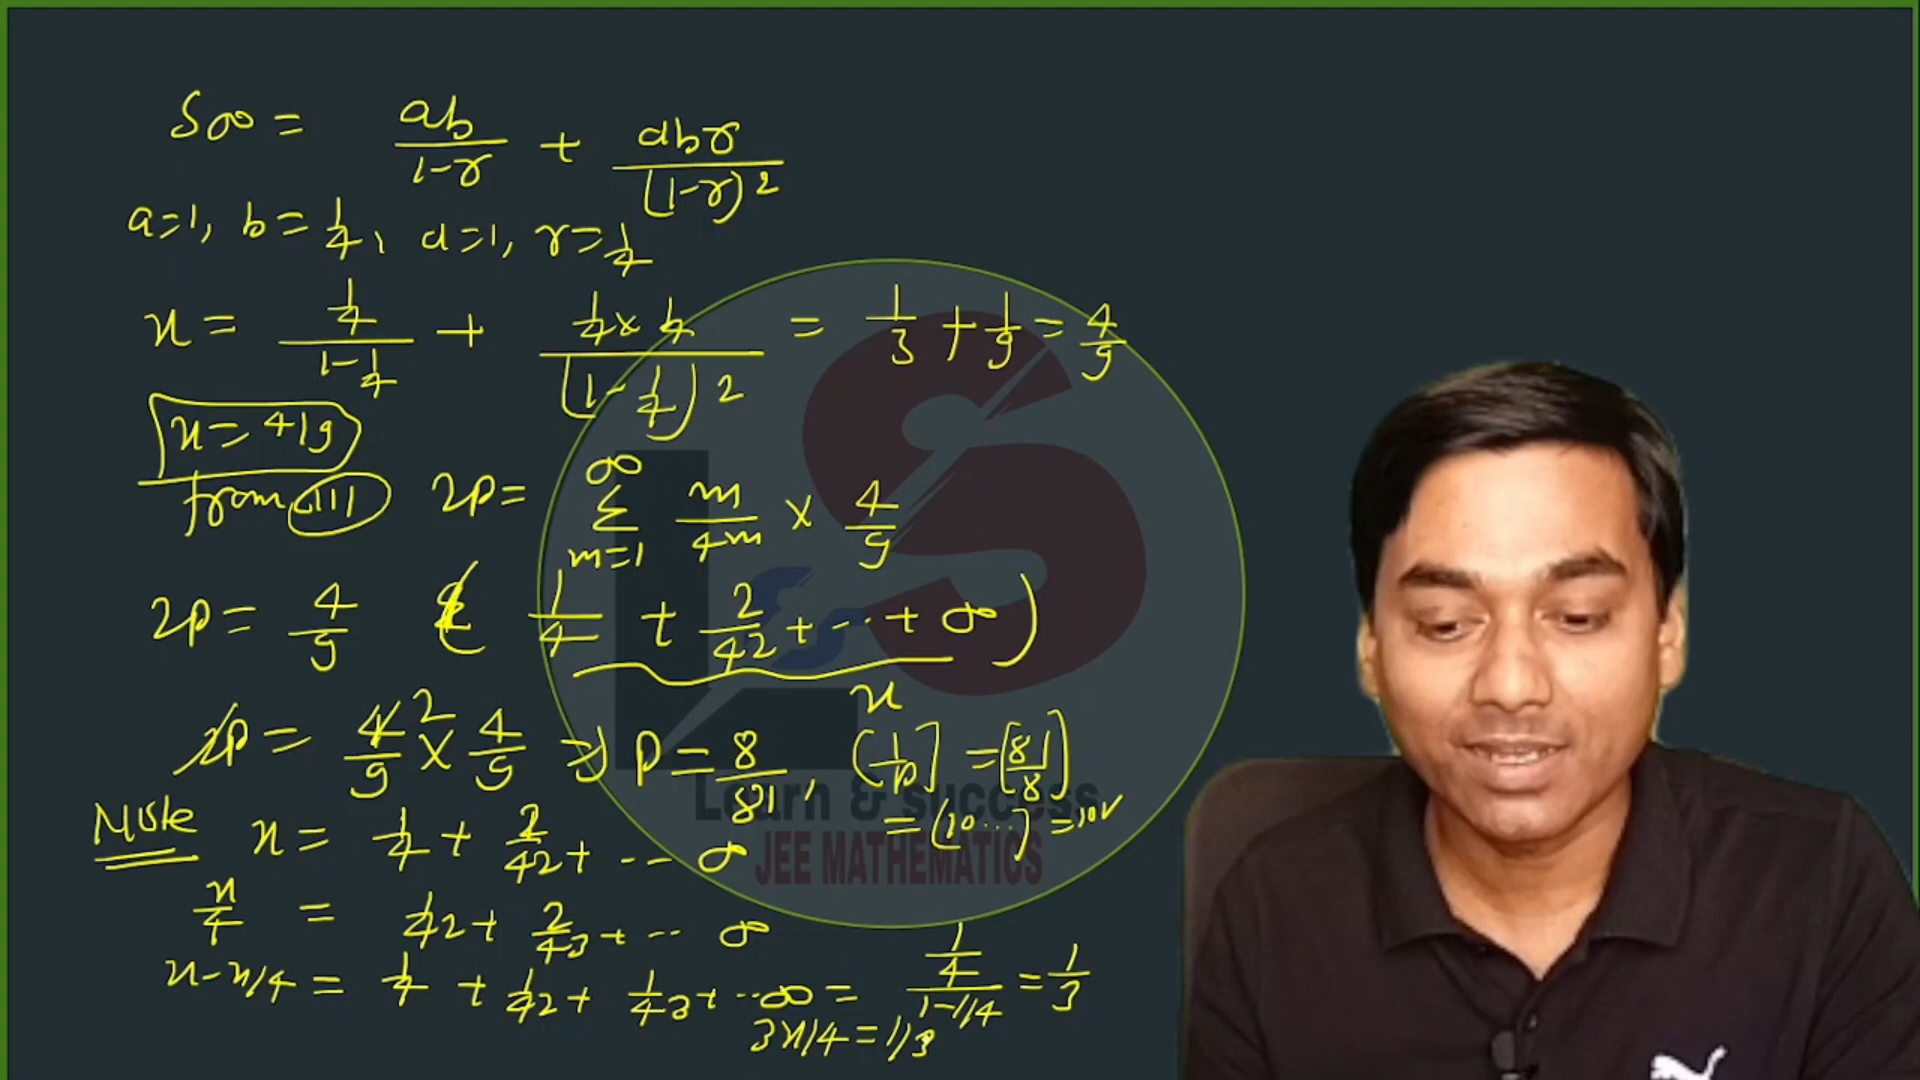 S∞ = ab/(1-r) + dbr/(1-r)²
a=1, b=1/4, d=1, r=1/4
x = (1/4)/(1-1/4) + (1/4 × 1/4)/(1-1/4)² = 1/3 + 1/9 = 4/9
x = 4/9
from (III) 2P = ∞ Σ m=1 m/4^m × 4/9
2P = 4/9 ( 1/4 + 2/4² + -- + ∞ )
x
2P = 4/9 × 4/9 2 ⇒ P = 8/81, [1/P] = [81/8]
= [10...] = 10 ✓
Note x = 1/4 + 2/4² + --- ∞
x/4 = 1/4² + 2/4³ + -- ∞
x - x/4 = 1/4 + 1/4² + 1/4³ + -- ∞ = (1/4)/(1-1/4) = 1/3
3x/4 = 1/3
Learn & success
JEE MATHEMATICS